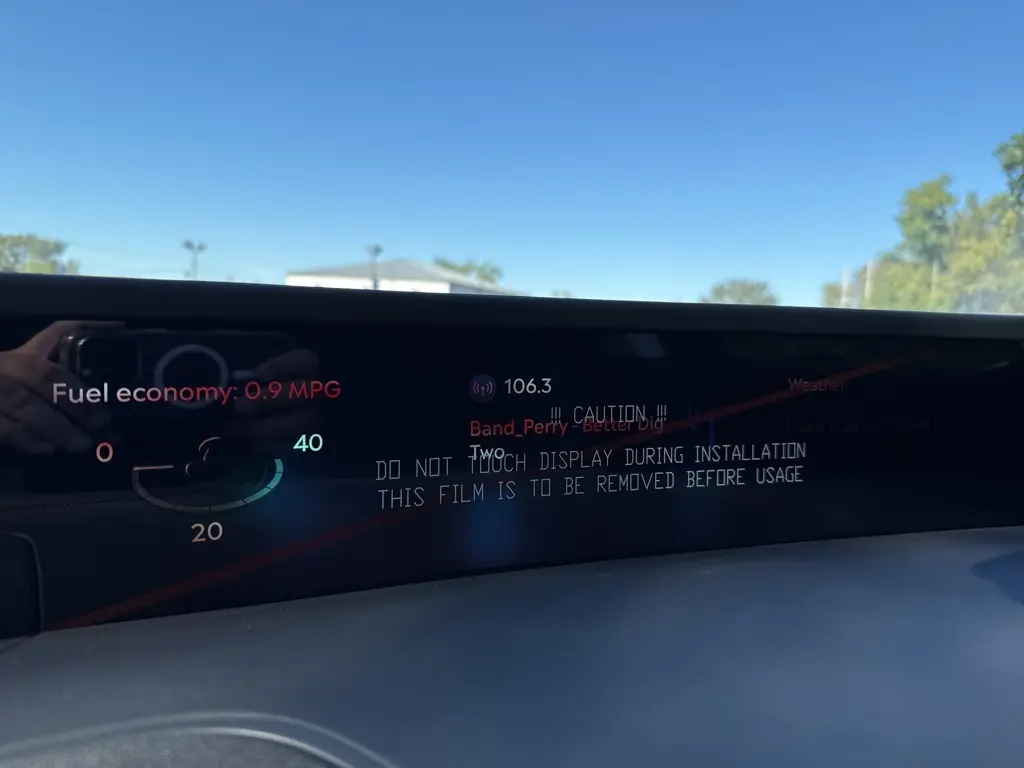 Fuel economy: 0.9 MPG
0
40
20
106.3
Band_Perry - Better Dig
Two
!!! CAUTION !!!
DO NOT TOUCH DISPLAY DURING INSTALLATION
THIS FILM IS TO BE REMOVED BEFORE USAGE
Weather